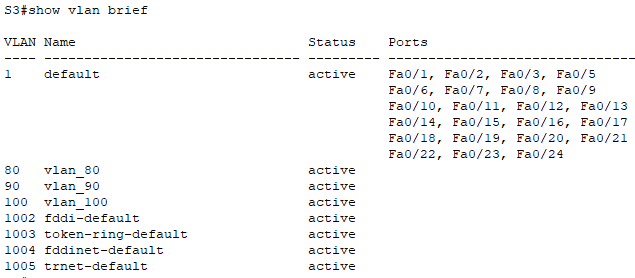 S3#show vlan brief
VLAN Name                             Status    Ports
---- -------------------------------- --------- -------------------------------
1    default                          active    Fa0/1, Fa0/2, Fa0/3, Fa0/5
                                                Fa0/6, Fa0/7, Fa0/8, Fa0/9
                                                Fa0/10, Fa0/11, Fa0/12, Fa0/13
                                                Fa0/14, Fa0/15, Fa0/16, Fa0/17
                                                Fa0/18, Fa0/19, Fa0/20, Fa0/21
                                                Fa0/22, Fa0/23, Fa0/24
80   vlan_80                          active
90   vlan_90                          active
100  vlan_100                         active
1002 fddi-default                     active
1003 token-ring-default               active
1004 fddinet-default                  active
1005 trnet-default                    active